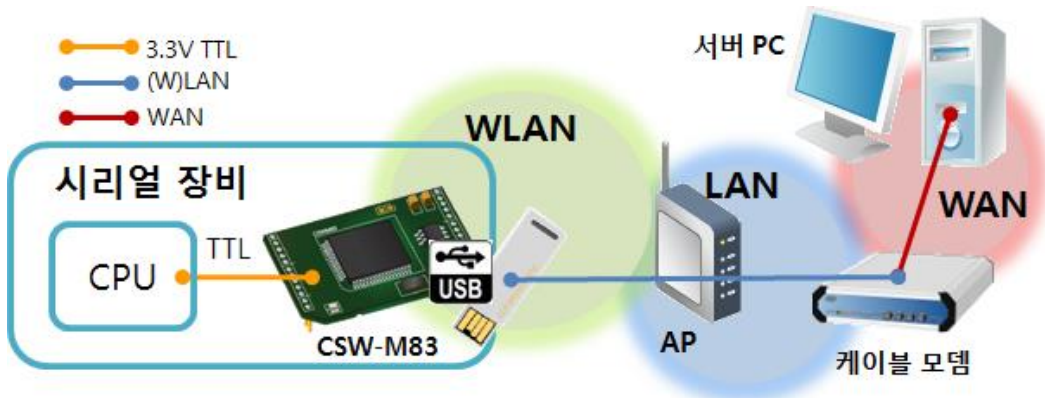 3.3V TTL
(W)LAN
WAN
서버 PC
WLAN
시리얼 장비
LAN
WAN
CPU
TTL
USB
CSW-M83
AP
케이블 모뎀